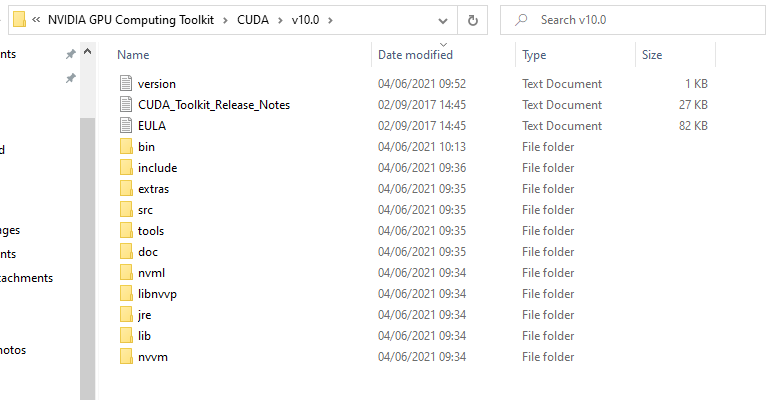 « NVIDIA GPU Computing Toolkit › CUDA › v10.0 ›
Search v10.0
Name Date modified Type Size
ents
version 04/06/2021 09:52 Text Document 1 KB
CUDA_Toolkit_Release_Notes 02/09/2017 14:45 Text Document 27 KB
EULA 02/09/2017 14:45 Text Document 82 KB
d
bin 04/06/2021 10:13 File folder
include 04/06/2021 09:36 File folder
extras 04/06/2021 09:35 File folder
src 04/06/2021 09:35 File folder
nges
tools 04/06/2021 09:35 File folder
ents
doc 04/06/2021 09:35 File folder
tachments
nvml 04/06/2021 09:34 File folder
libnvvp 04/06/2021 09:34 File folder
jre 04/06/2021 09:34 File folder
lib 04/06/2021 09:34 File folder
hotos
nvvm 04/06/2021 09:34 File folder